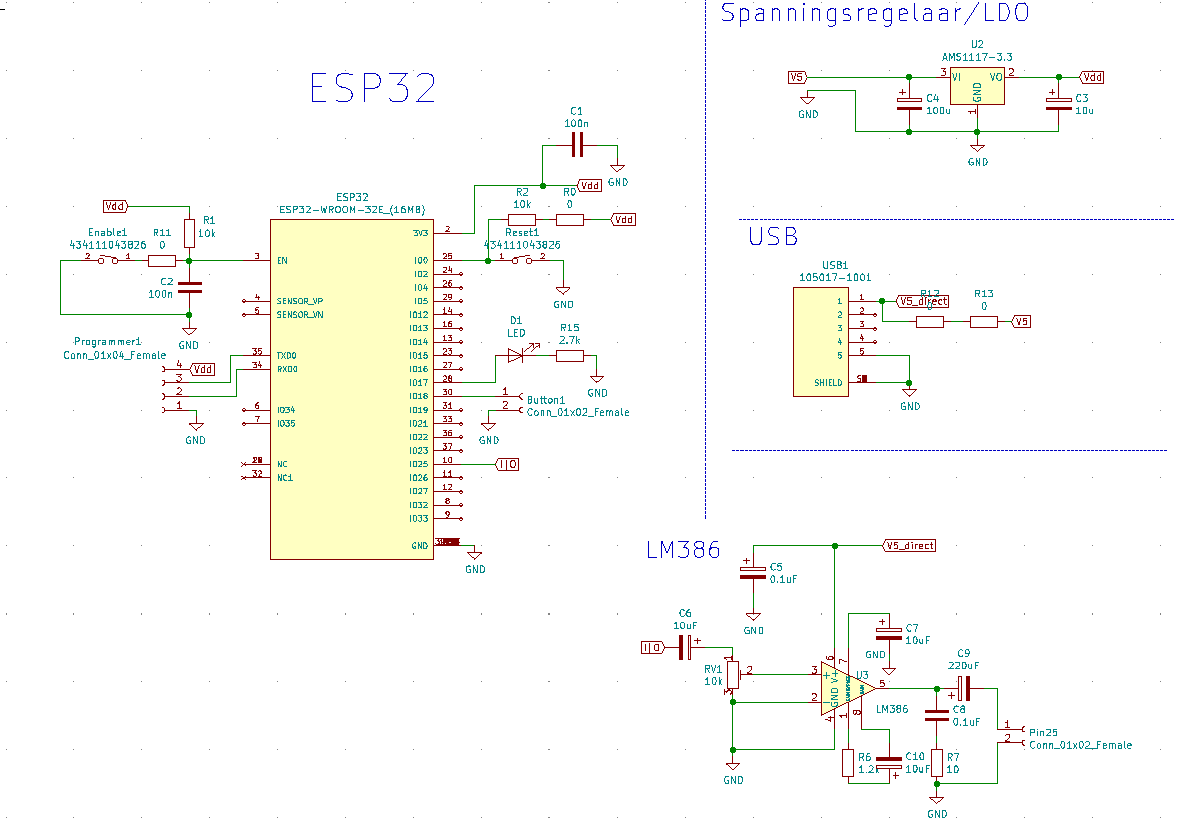 Spanningsregelaar/LDO
U2
AMS1117-3.3
V5
3
VI
VO
2
Vdd
GND
1
C4
100u
C3
10u
GND
GND
ESP32
C1
100n
GND
Vdd
ESP32
ESP32-WROOM-32E_(16MB)
R2
10k
R0
0
Vdd
Reset1
434111043826
1
2
GND
Vdd
R1
10k
Enable1
434111043826
2
1
R11
0
C2
100n
GND
3
EN
4
SENSOR_VP
5
SENSOR_VN
35
TXD0
34
RXD0
6
IO34
7
IO35
NC
32
NC1
3V3
2
IO0
25
IO2
24
IO4
26
IO5
29
IO12
14
IO13
16
IO14
13
IO15
23
IO16
27
IO17
28
IO18
30
IO19
31
IO21
33
IO22
36
IO23
37
IO25
10
IO26
11
IO27
12
IO32
8
IO33
9
GND
GND
I|O
Programmer1
Conn_01x04_Female
4
Vdd
3
2
1
GND
D1
LED
R15
2.7k
GND
1
2
Button1
Conn_01x02_Female
GND
USB
USB1
105017-1001
1
1
2
2
3
3
4
4
5
5
SHIELD
V5_direct
R12
0
R13
0
V5
GND
LM386
V5_direct
C5
0.1uF
GND
C6
10uF
I|O
RV1
10k
1
2
3
GND
C7
10uF
GND
6
7
3
2
5
4
1
8
GND
V+
U3
LM386
R6
1.2k
C10
10uF
C9
220uF
C8
0.1uF
R7
10
GND
1
2
Pin25
Conn_01x02_Female